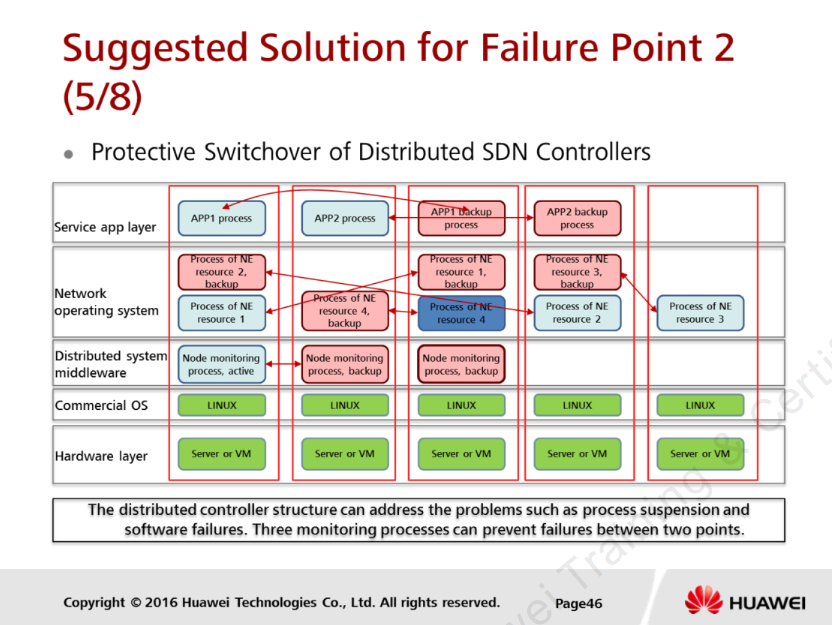 Suggested Solution for Failure Point 2
(5/8)
● Protective Switchover of Distributed SDN Controllers
Service app layer
APP1 process
APP2 process
APP1 backup
process
APP2 backup
process
Network
operating system
Process of NE
resource 2,
backup
Process of NE
resource 1,
backup
Process of NE
resource 3,
backup
Process of NE
resource 1
Process of NE
resource 4,
backup
Process of NE
resource 4
Process of NE
resource 2
Process of NE
resource 3
Distributed system
middleware
Node monitoring
process, active
Node monitoring
process, backup
Node monitoring
process, backup
Commercial OS
LINUX
LINUX
LINUX
LINUX
LINUX
Hardware layer
Server or VM
Server or VM
Server or VM
Server or VM
Server or VM
The distributed controller structure can address the problems such as process suspension and
software failures. Three monitoring processes can prevent failures between two points.
Copyright © 2016 Huawei Technologies Co., Ltd. All rights reserved.
Page46
HUAWEI